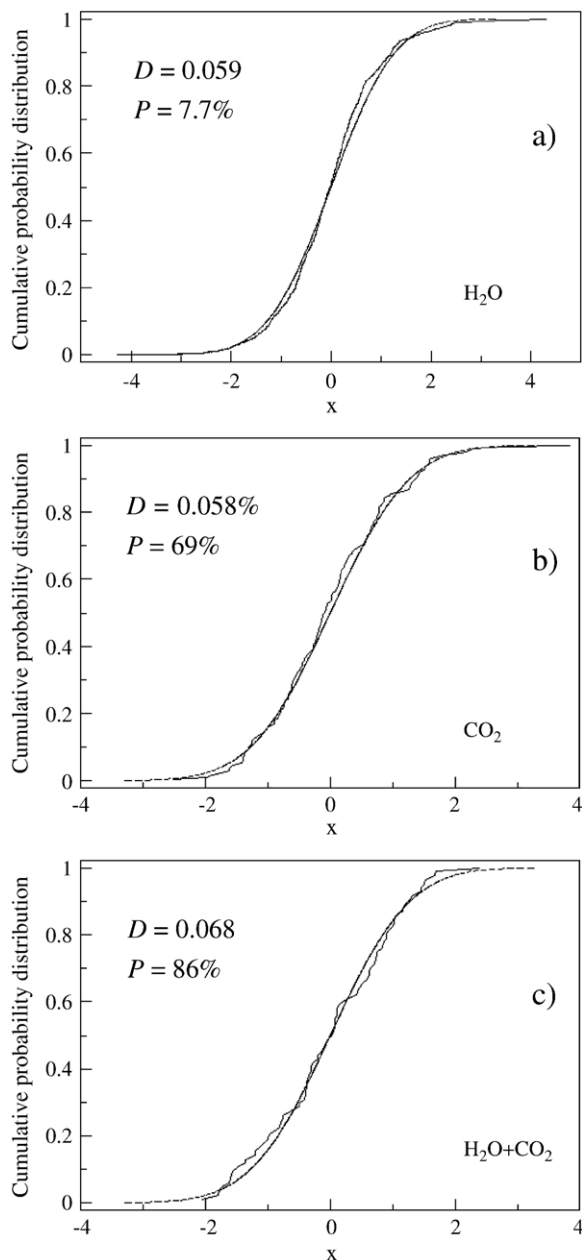 1
0.8
0.6
0.4
0.2
0
Cumulative probability distribution
D = 0.059
P = 7.7%
a)
H₂O
-4 -2 0 2 4
x
1
0.8
0.6
0.4
0.2
0
Cumulative probability distribution
D = 0.058%
P = 69%
b)
CO₂
-4 -2 0 2 4
x
1
0.8
0.6
0.4
0.2
0
Cumulative probability distribution
D = 0.068
P = 86%
c)
H₂O+CO₂
-4 -2 0 2 4
x